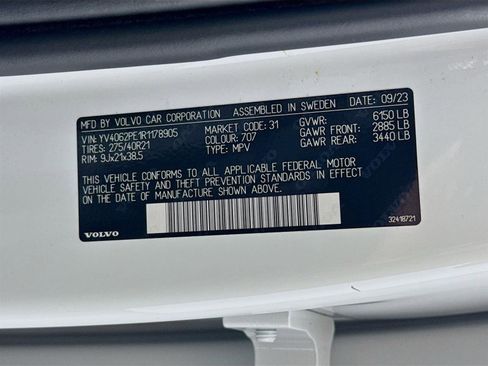 MFD BY VOLVO CAR CORPORATION ASSEMBLED IN SWEDEN DATE: 09/23
VIN: YV4062PE1R1178905 MARKET CODE: 31 GVWR: 6150 LB
TIRES: 275/40R21 COLOUR: 707 GAWR FRONT: 2885 LB
RIM: 9Jx21x38.5 TYPE: MPV GAWR REAR: 3440 LB
THIS VEHICLE CONFORMS TO ALL APPLICABLE FEDERAL MOTOR
VEHICLE SAFETY AND THEFT PREVENTION STANDARDS IN EFFECT
ON THE DATE OF MANUFACTURE SHOWN ABOVE.
VOLVO 32418721